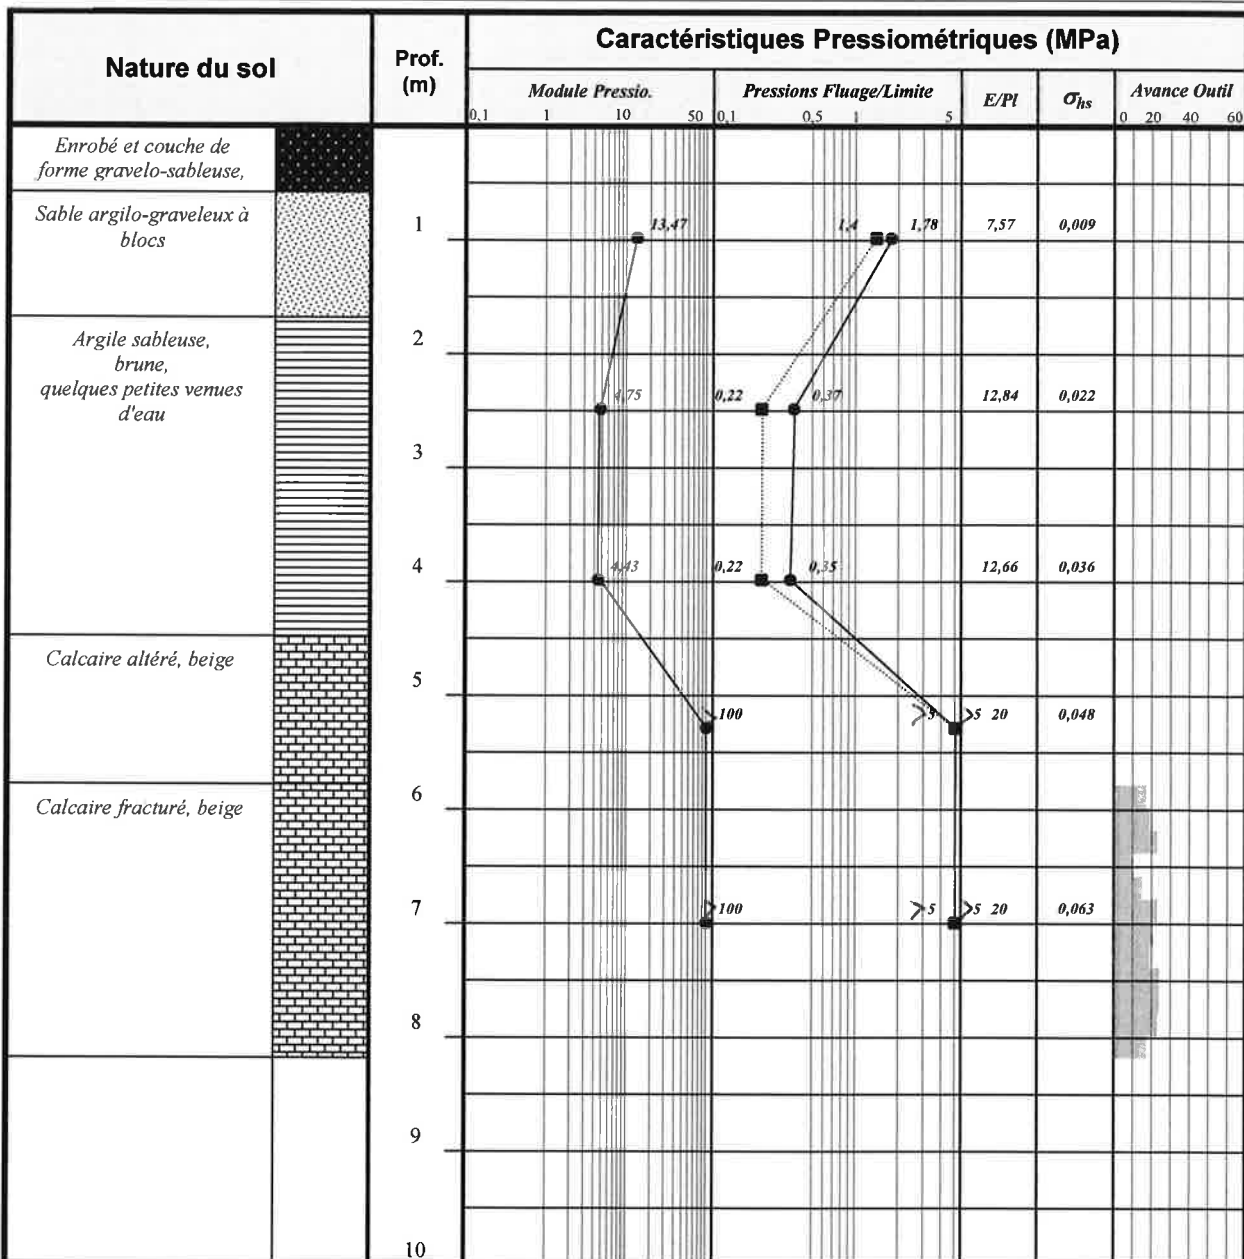 Nature du sol
Prof.
(m)
Caractéristiques Pressiométriques (MPa)
Module Pressio.
Pressions Fluage/Limite
E/Pl
σhs
Avance Outil
0,1 1 10 50
0,1 0,5 1 5
0 20 40 60
Enrobé et couche de
forme gravelo-sableuse,
Sable argilo-graveleux à
blocs
1
13,47
1,4
1,78
7,57
0,009
Argile sableuse,
brune,
quelques petites venues
d'eau
2
4,75
0,22
0,37
12,84
0,022
3
4
4,43
0,22
0,35
12,66
0,036
Calcaire altéré, beige
5
>100
>5
>5
20
0,048
Calcaire fracturé, beige
6
7
>100
>5
>5
20
0,063
8
9
10